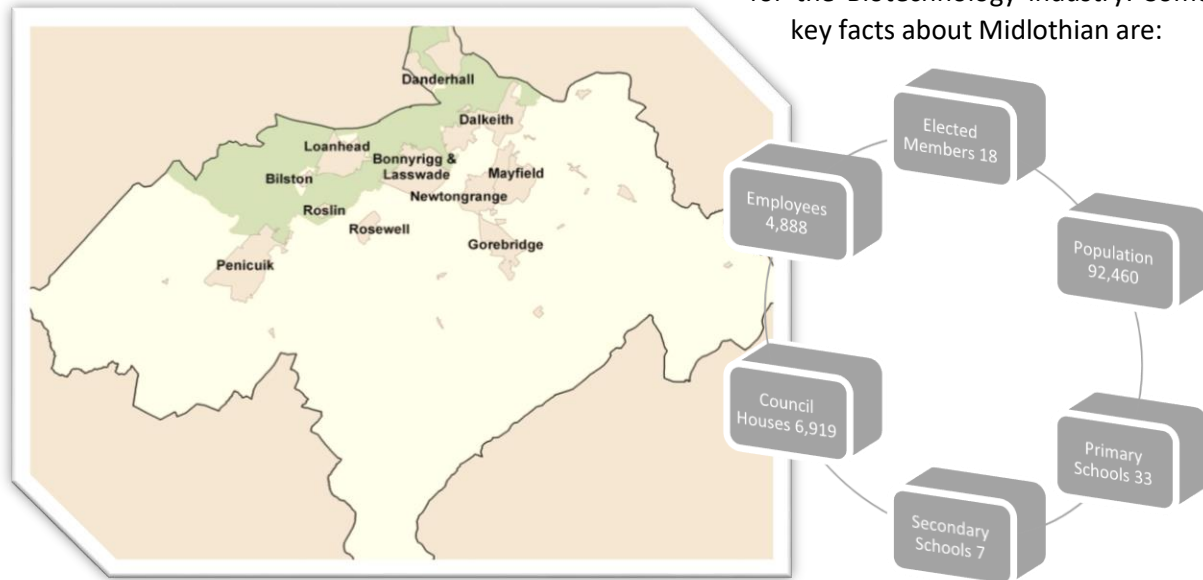 key facts about Midlothian are:
Danderhall
Dalkeith
Loanhead
Bonnyrigg &
Lasswade
Mayfield
Bilston
Newtongrange
Roslin
Rosewell
Gorebridge
Penicuik
Elected
Members 18
Population
92,460
Primary
Schools 33
Secondary
Schools 7
Council
Houses 6,919
Employees
4,888